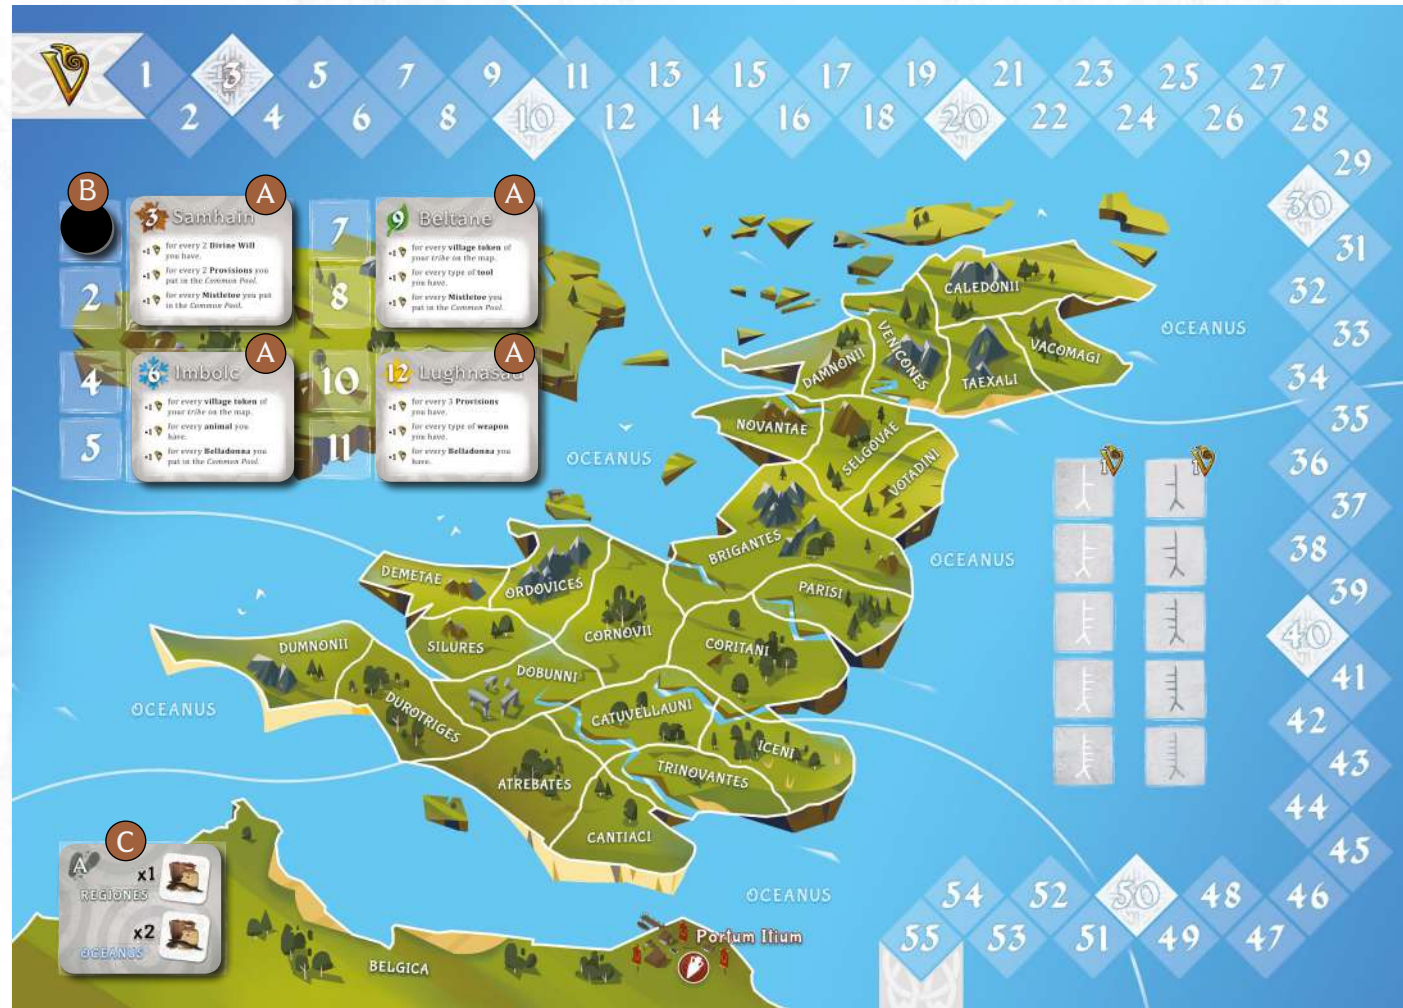 1 3 5 7 9 11 13 15 17 19 21 23 25 27
2 4 6 8 10 12 14 16 18 20 22 24 26 28
29
30
31
32
33
34
35
36
37
38
39
40
41
42
43
44
45
54 52 50 48 46
55 53 51 49 47
B
2
4
5
A
3 Samhain
+1 for every 2 Divine Will
you have.
+1 for every 2 Provisions you
put in the Common Pool.
+1 for every Mistletoe you put
in the Common Pool.
7
8
10
11
A
9 Beltane
+1 for every village token of
your tribe on the map.
+1 for every type of tool
you have.
+1 for every Mistletoe you
put in the Common Pool.
A
6 Imbolc
+1 for every village token of
your tribe on the map.
+1 for every animal you
have.
+1 for every Belladonna you
put in the Common Pool.
A
12 Lughnasad
+1 for every 3 Provisions
you have.
+1 for every type of weapon
you have.
+1 for every Belladonna you
have.
CALEDONII
VACOMAGI
TAEXALI
VENICONES
DAMNONII
OCEANUS
NOVANTAE
SELGOVAE
VOTADINI
OCEANUS
BRIGANTES
PARISI
OCEANUS
1 1
DEMETAE
ORDOVICES
CORNOVII
CORITANI
SILURES
DUMNONII
DOBUNNI
DUROTRIGES
CATUVELLAUNI
ICENI
TRINOVANTES
ATREBATES
CANTIACI
OCEANUS
OCEANUS
C
A
x1
REGIONES
x2
OCEANUS
BELGICA
Portum Itium